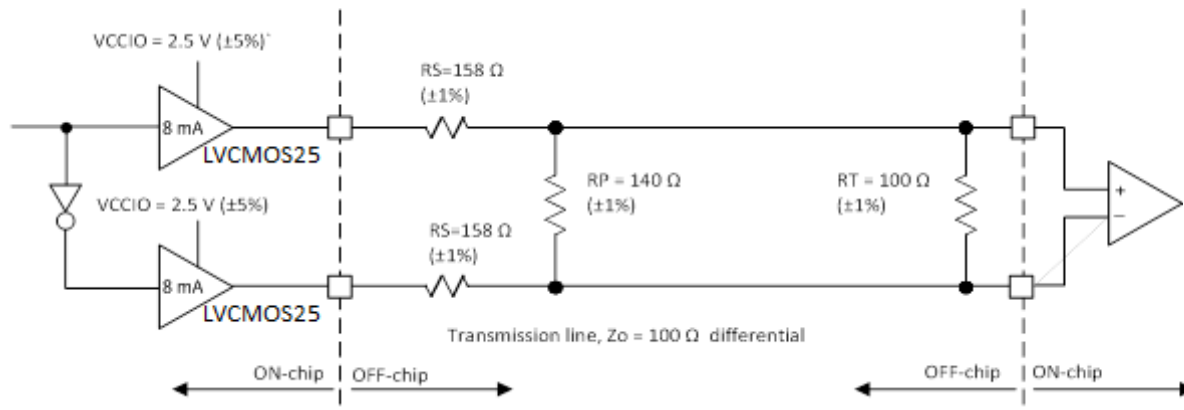 VCCIO = 2.5 V (±5%)`
8 mA
LVCMOS25
VCCIO = 2.5 V (±5%)
8 mA
LVCMOS25
RS=158 Ω
(±1%)
RS=158 Ω
(±1%)
RP = 140 Ω
(±1%)
RT = 100 Ω
(±1%)
+
−
Transmission line, Zo = 100 Ω differential
ON-chip
OFF-chip
OFF-chip
ON-chip